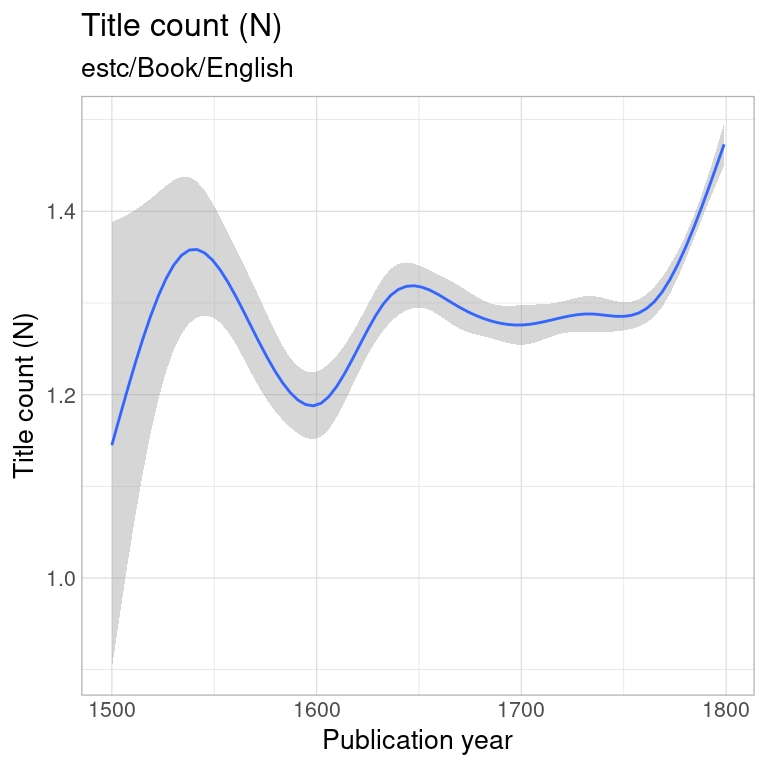 Title count (N)
estc/Book/English
Title count (N)
1.4
1.2
1.0
1500 1600 1700 1800
Publication year